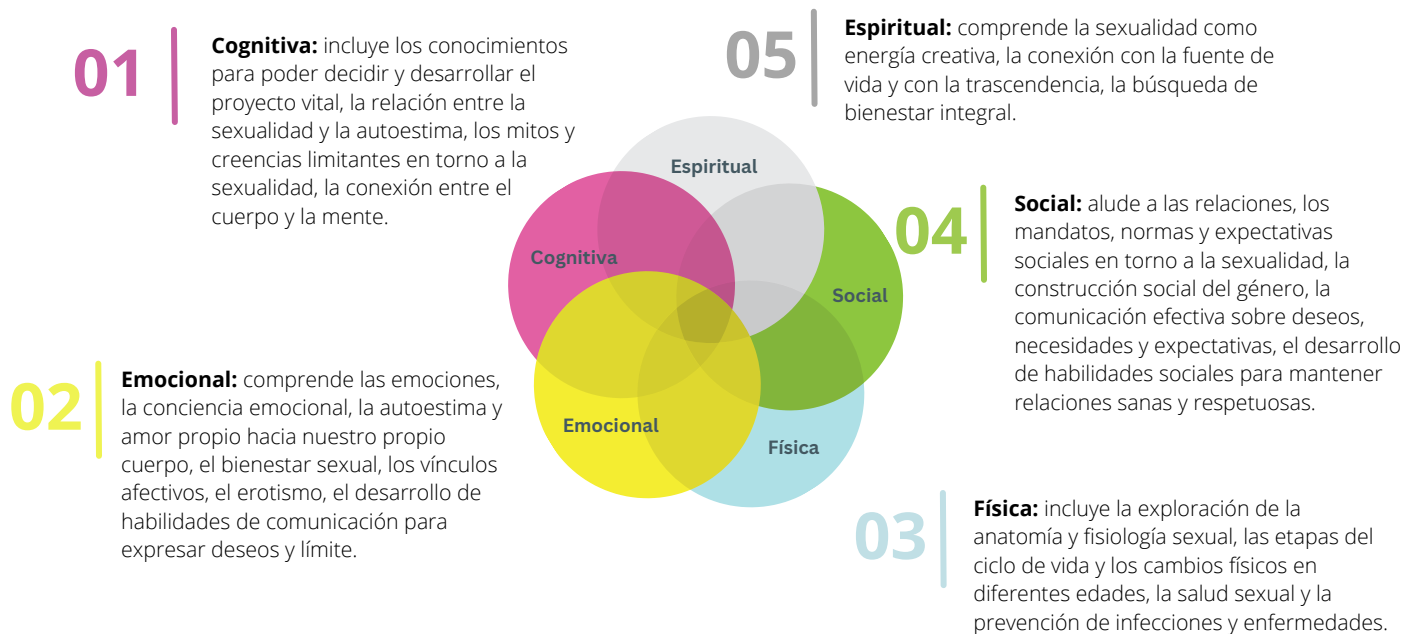 01
Cognitiva: incluye los conocimientos
para poder decidir y desarrollar el
proyecto vital, la relación entre la
sexualidad y la autoestima, los mitos y
creencias limitantes en torno a la
sexualidad, la conexión entre el
cuerpo y la mente.
02
Emocional: comprende las emociones,
la conciencia emocional, la autoestima y
amor propio hacia nuestro propio
cuerpo, el bienestar sexual, los vínculos
afectivos, el erotismo, el desarrollo de
habilidades de comunicación para
expresar deseos y límite.
Espiritual
Cognitiva
Social
Emocional
Física
05
Espiritual: comprende la sexualidad como
energía creativa, la conexión con la fuente de
vida y con la trascendencia, la búsqueda de
bienestar integral.
04
Social: alude a las relaciones, los
mandatos, normas y expectativas
sociales en torno a la sexualidad, la
construcción social del género, la
comunicación efectiva sobre deseos,
necesidades y expectativas, el desarrollo
de habilidades sociales para mantener
relaciones sanas y respetuosas.
03
Física: incluye la exploración de la
anatomía y fisiología sexual, las etapas del
ciclo de vida y los cambios físicos en
diferentes edades, la salud sexual y la
prevención de infecciones y enfermedades.